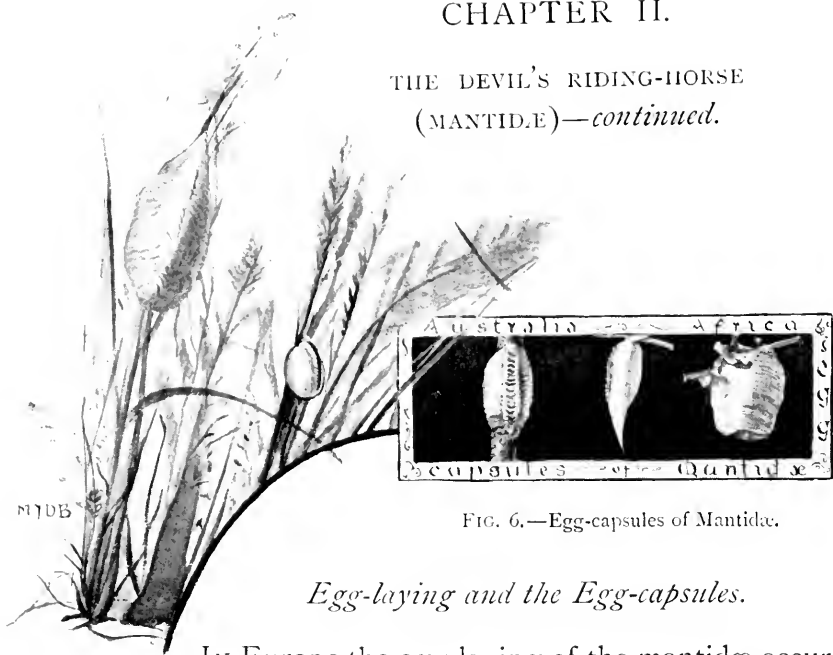 CHAPTER II.
THE DEVIL'S RIDING-HORSE
(MANTIDÆ)—continued.
Australia Africa
capsules of Mantidæ
MIDB
FIG. 6.—Egg-capsules of Mantidæ.
Egg-laying and the Egg-capsules.
In Europe the egg-laying of the mantidæ occur